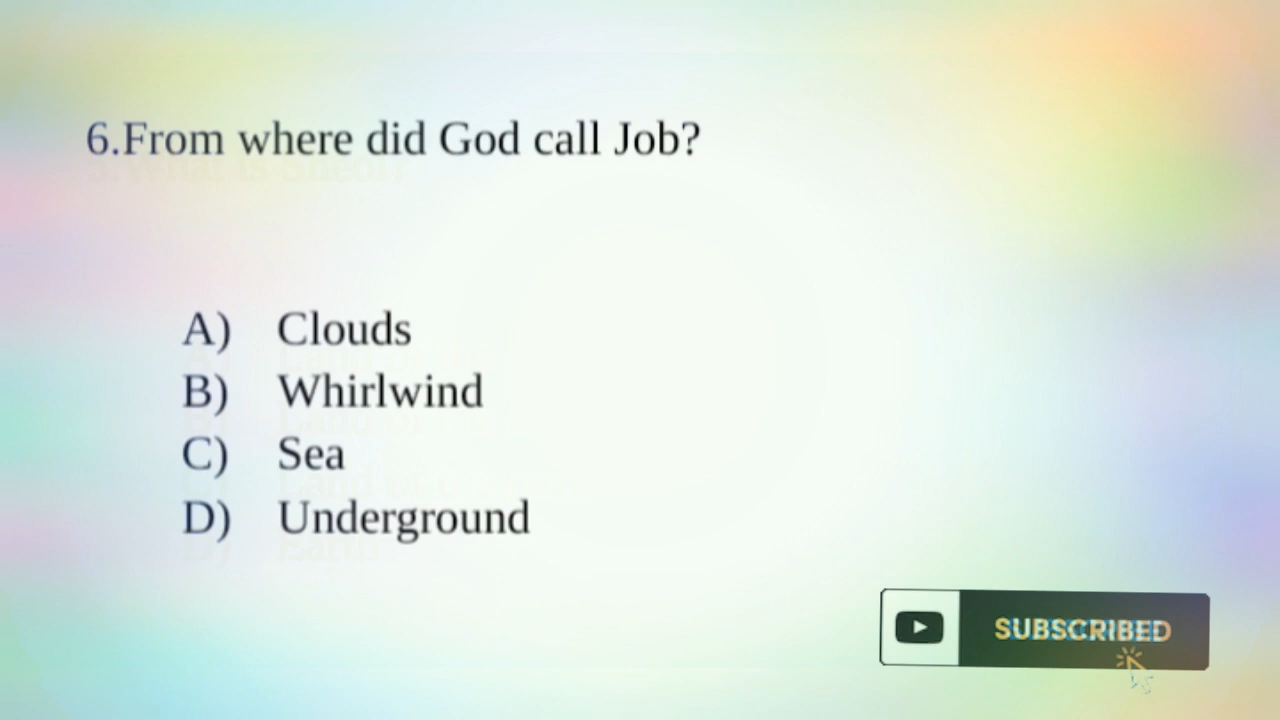 6.From where did God call Job?
A) Clouds
B) Whirlwind
C) Sea
D) Underground
SUBSCRIBED